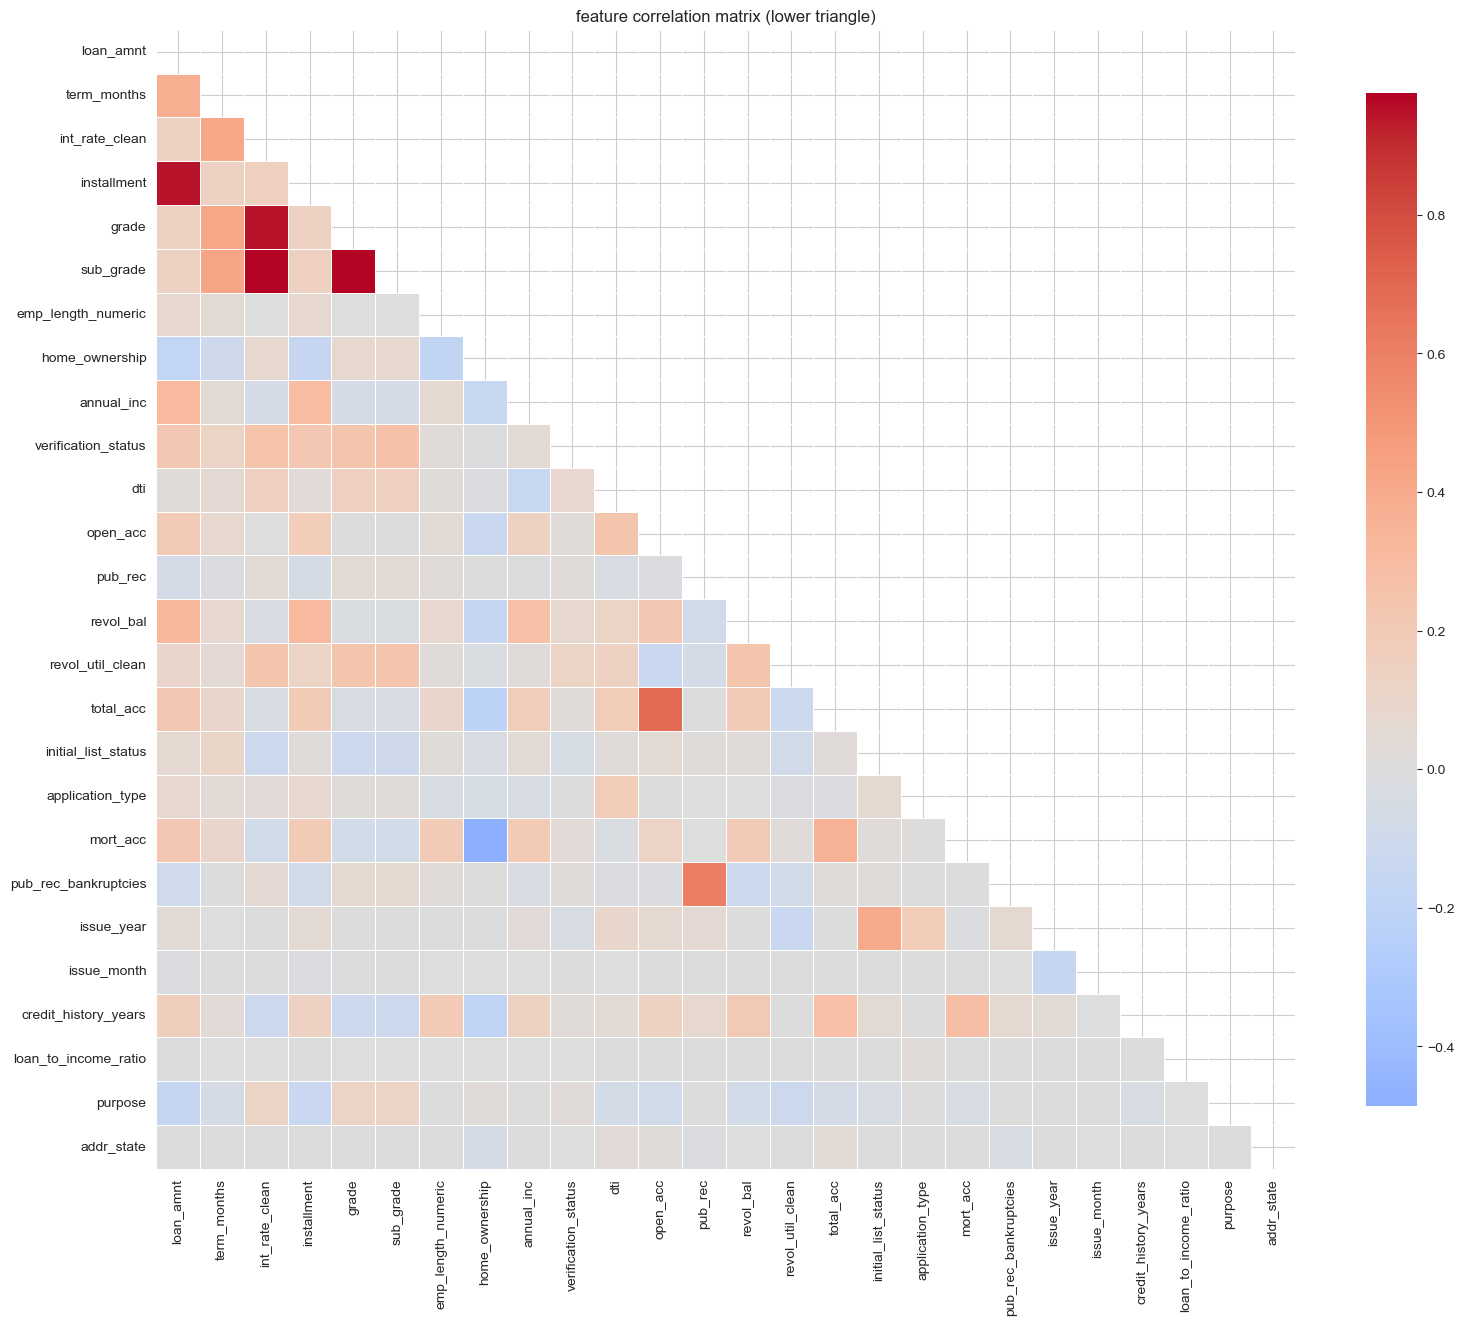 feature correlation matrix (lower triangle)
loan_amnt
term_months
int_rate_clean
installment
grade
sub_grade
emp_length_numeric
home_ownership
annual_inc
verification_status
dti
open_acc
pub_rec
revol_bal
revol_util_clean
total_acc
initial_list_status
application_type
mort_acc
pub_rec_bankruptcies
issue_year
issue_month
credit_history_years
loan_to_income_ratio
purpose
addr_state
loan_amnt
term_months
int_rate_clean
installment
grade
sub_grade
emp_length_numeric
home_ownership
annual_inc
verification_status
dti
open_acc
pub_rec
revol_bal
revol_util_clean
total_acc
initial_list_status
application_type
mort_acc
pub_rec_bankruptcies
issue_year
issue_month
credit_history_years
loan_to_income_ratio
purpose
addr_state
0.8
0.6
0.4
0.2
0.0
−0.2
−0.4